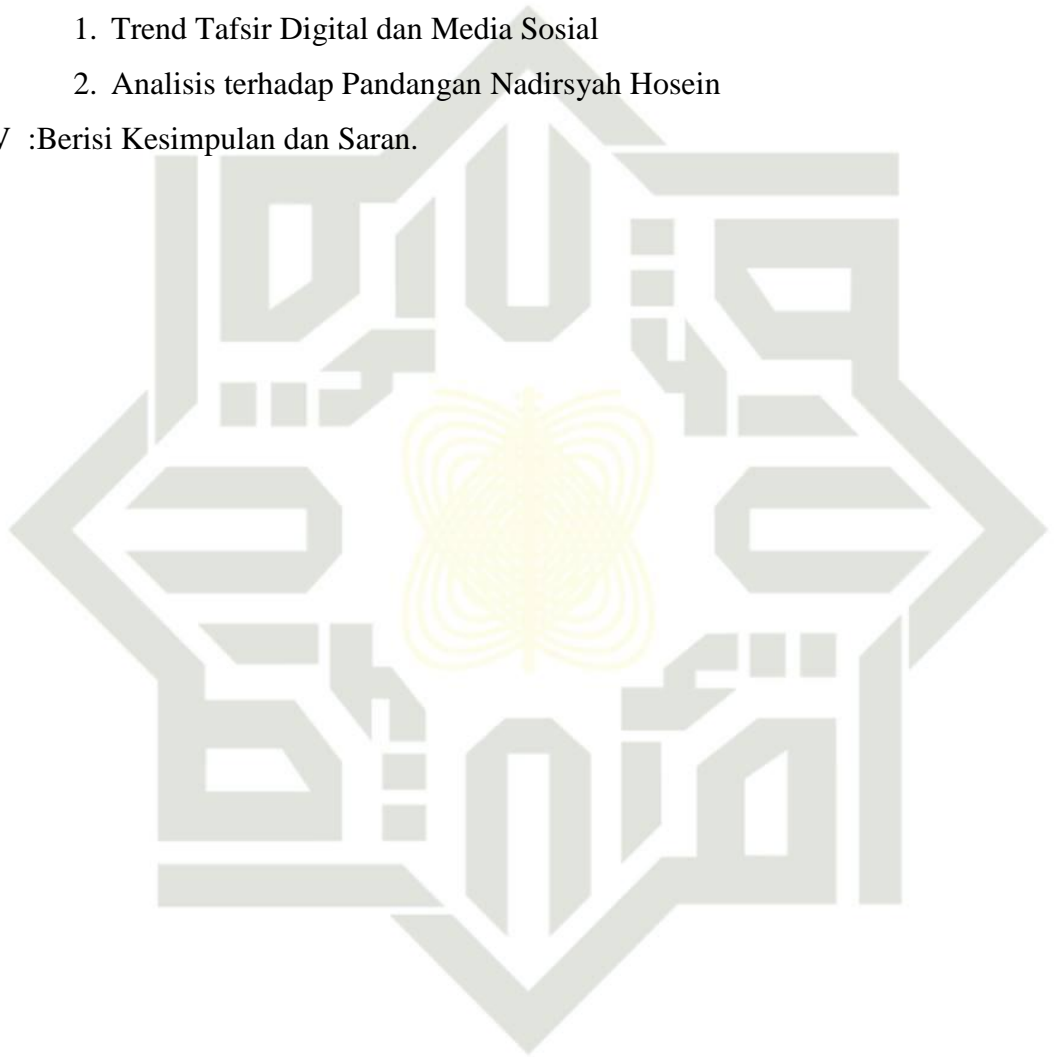 1. Trend Tafsir Digital dan Media Sosial
2. Analisis terhadap Pandangan Nadirsyah Hosein
V :Berisi Kesimpulan dan Saran.